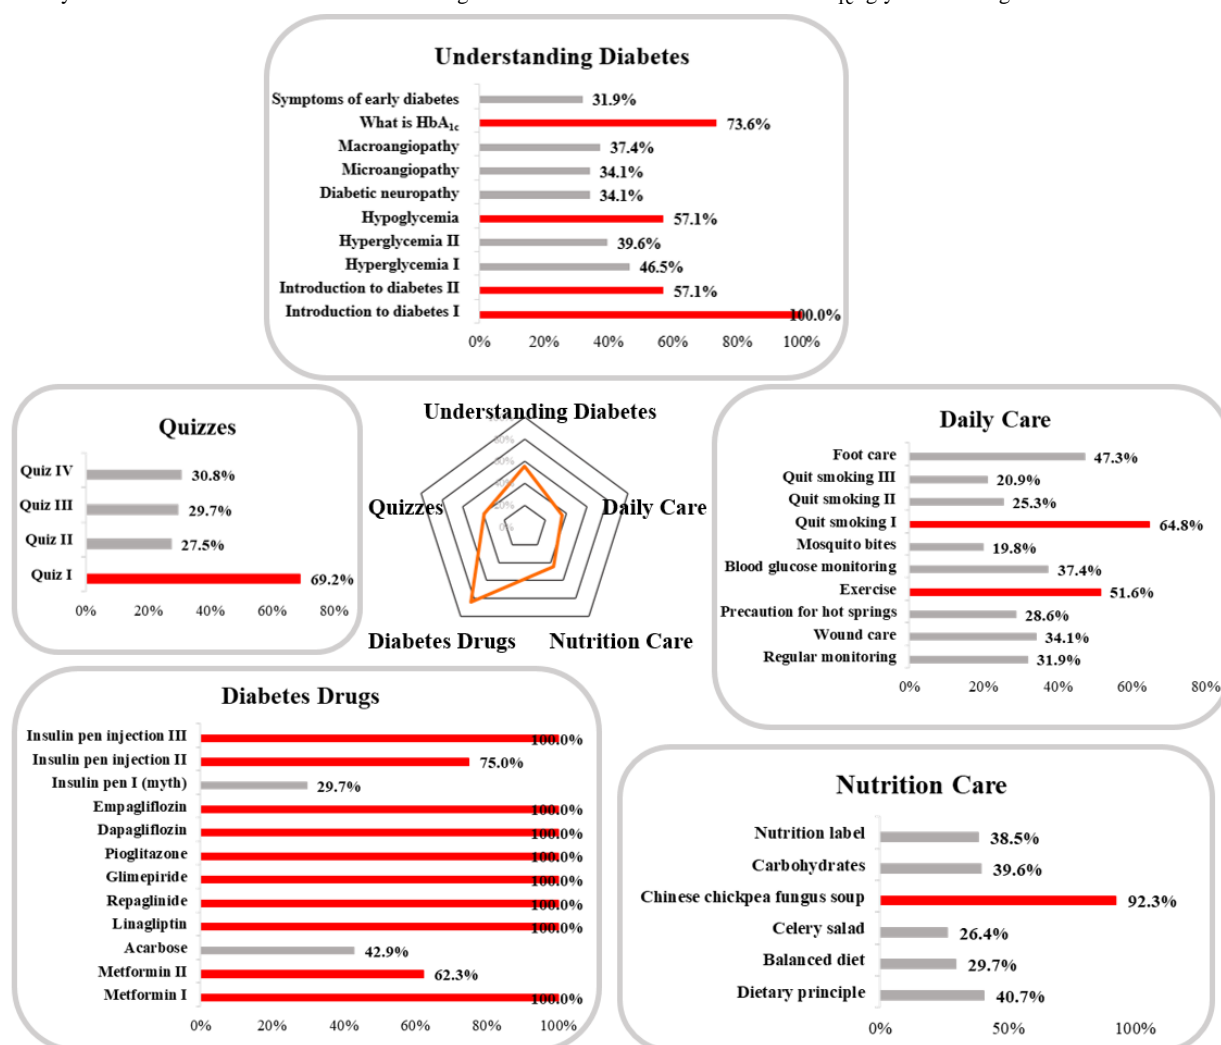 Understanding Diabetes
Symptoms of early diabetes 31.9%
What is HbA1c 73.6%
Macroangiopathy 37.4%
Microangiopathy 34.1%
Diabetic neuropathy 34.1%
Hypoglycemia 57.1%
Hyperglycemia II 39.6%
Hyperglycemia I 46.5%
Introduction to diabetes II 57.1%
Introduction to diabetes I 100.0%
0% 20% 40% 60% 80% 100%
Quizzes
Quiz IV 30.8%
Quiz III 29.7%
Quiz II 27.5%
Quiz I 69.2%
0% 20% 40% 60% 80%
Understanding Diabetes
Quizzes
Daily Care
Diabetes Drugs
Nutrition Care
0%
Daily Care
Foot care 47.3%
Quit smoking III 20.9%
Quit smoking II 25.3%
Quit smoking I 64.8%
Mosquito bites 19.8%
Blood glucose monitoring 37.4%
Exercise 51.6%
Precaution for hot springs 28.6%
Wound care 34.1%
Regular monitoring 31.9%
0% 20% 40% 60% 80%
Diabetes Drugs
Insulin pen injection III 100.0%
Insulin pen injection II 75.0%
Insulin pen I (myth) 29.7%
Empagliflozin 100.0%
Dapagliflozin 100.0%
Pioglitazone 100.0%
Glimepiride 100.0%
Repaglinide 100.0%
Linagliptin 100.0%
Acarbose 42.9%
Metformin II 62.3%
Metformin I 100.0%
0% 20% 40% 60% 80% 100%
Nutrition Care
Nutrition label 38.5%
Carbohydrates 39.6%
Chinese chickpea fungus soup 92.3%
Celery salad 26.4%
Balanced diet 29.7%
Dietary principle 40.7%
0% 50% 100%